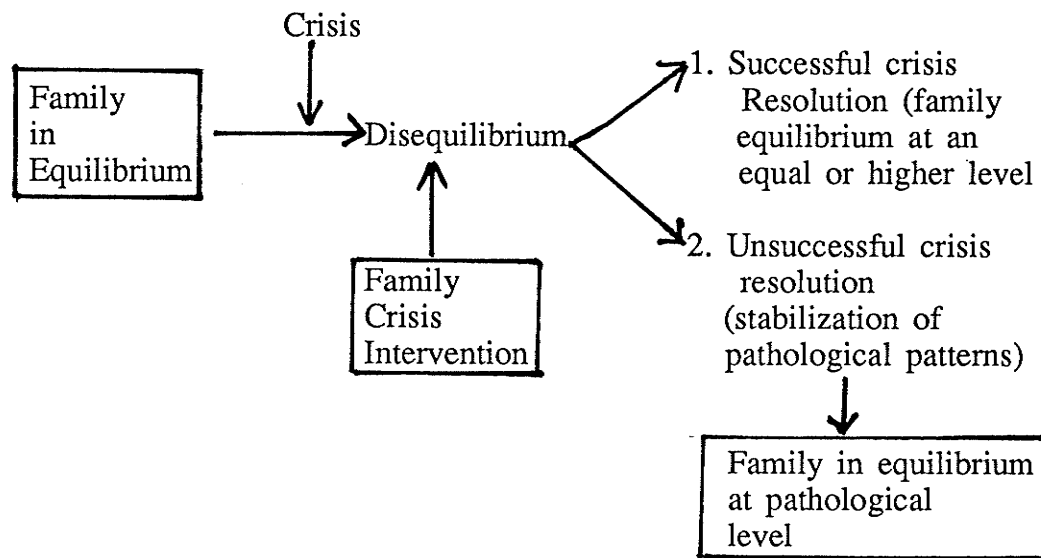 Crisis
Family
in
Equilibrium
Disequilibrium
Family
Crisis
Intervention
1. Successful crisis
Resolution (family
equilibrium at an
equal or higher level
2. Unsuccessful crisis
resolution
(stabilization of
pathological patterns)
Family in equilibrium
at pathological
level